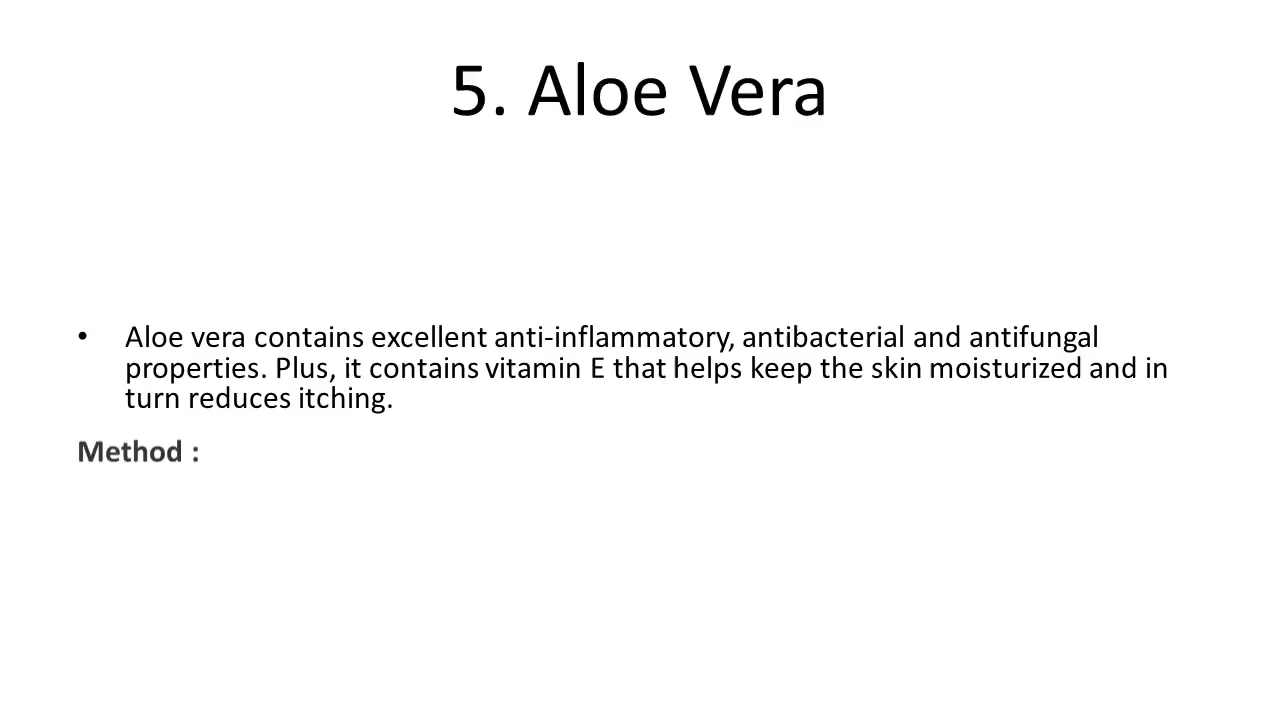 5. Aloe Vera
• Aloe vera contains excellent anti-inflammatory, antibacterial and antifungal
properties. Plus, it contains vitamin E that helps keep the skin moisturized and in
turn reduces itching.
Method :